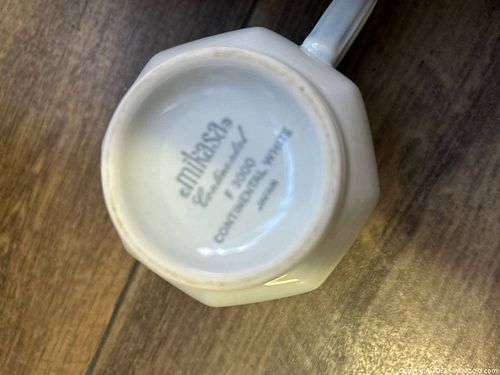 mikasa®
Continental
F 3000
CONTINENTAL WHITE
JAPAN